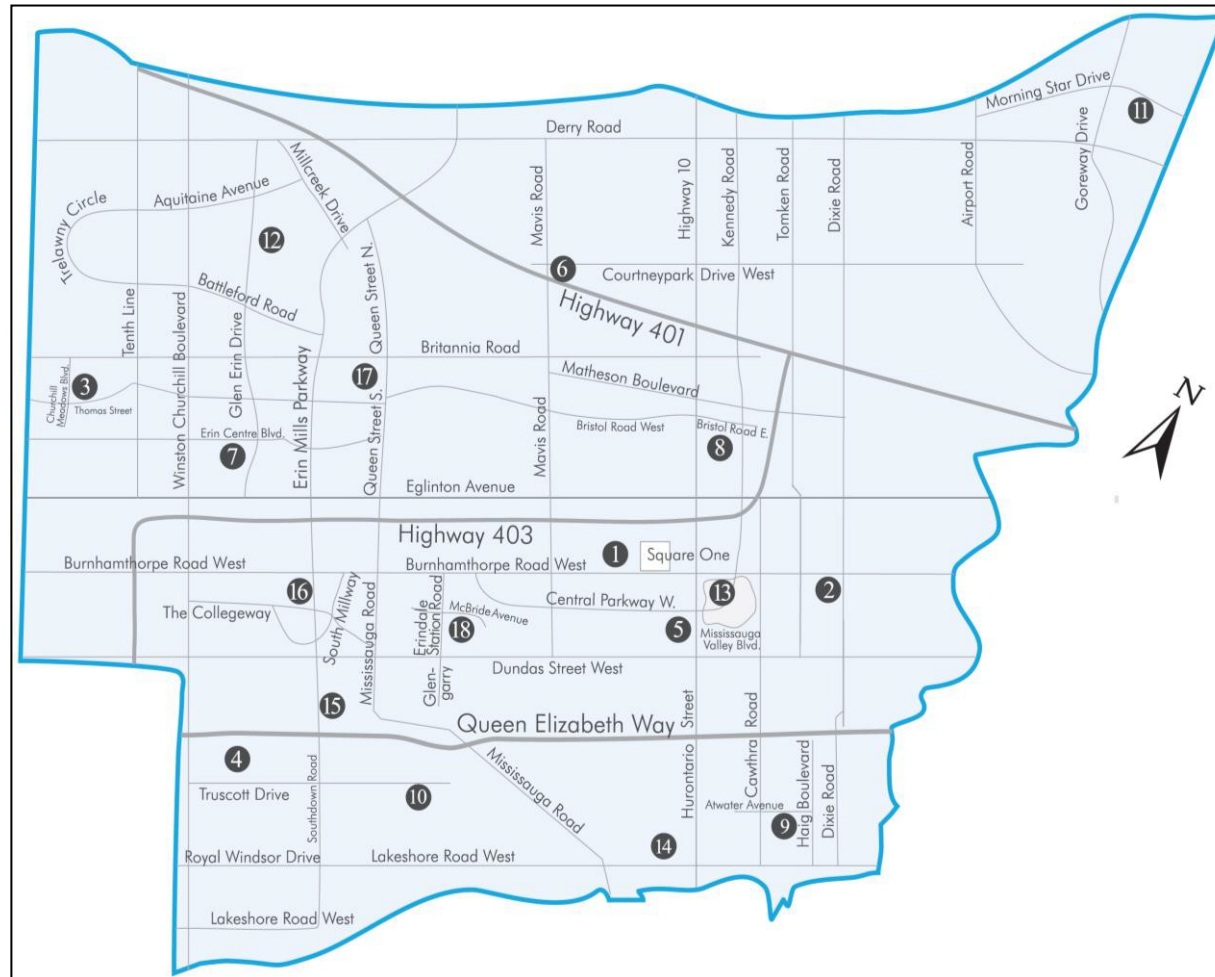 Morning Star Drive
11
Derry Road
Goreway Drive
Millcreek Drive
Mavis Road
Highway 10
Kennedy Road
Tomken Road
Dixie Road
Airport Road
Aquitaine Avenue
Trelawny Circle
12
6
Courtneypark Drive West
Queen Street N.
Battleford Road
Highway 401
Tenth Line
Winston Churchill Boulevard
Glen Erin Drive
Erin Mills Parkway
Britannia Road
17
Matheson Boulevard
3
Churchill
Meadows Blvd.
Thomas Street
Queen Street S.
Mavis Road
Bristol Road West
Bristol Road E.
Erin Centre Blvd.
7
8
N
Eglinton Avenue
Highway 403
1
Square One
Burnhamthorpe Road West
Burnhamthorpe Road West
16
13
2
The Collegeway
South Millway
Mississauga Road
Erindale
Station Road
McBride Avenue
Central Parkway W.
18
5
Mississauga
Valley Blvd.
Dundas Street West
Glen-
garry
15
Queen Elizabeth Way
Hurontario Street
Cawthra Road
4
Truscott Drive
Southdown Road
10
Mississauga Road
Atwater Avenue
9
Haig Boulevard
Dixie Road
14
Royal Windsor Drive
Lakeshore Road West
Lakeshore Road West